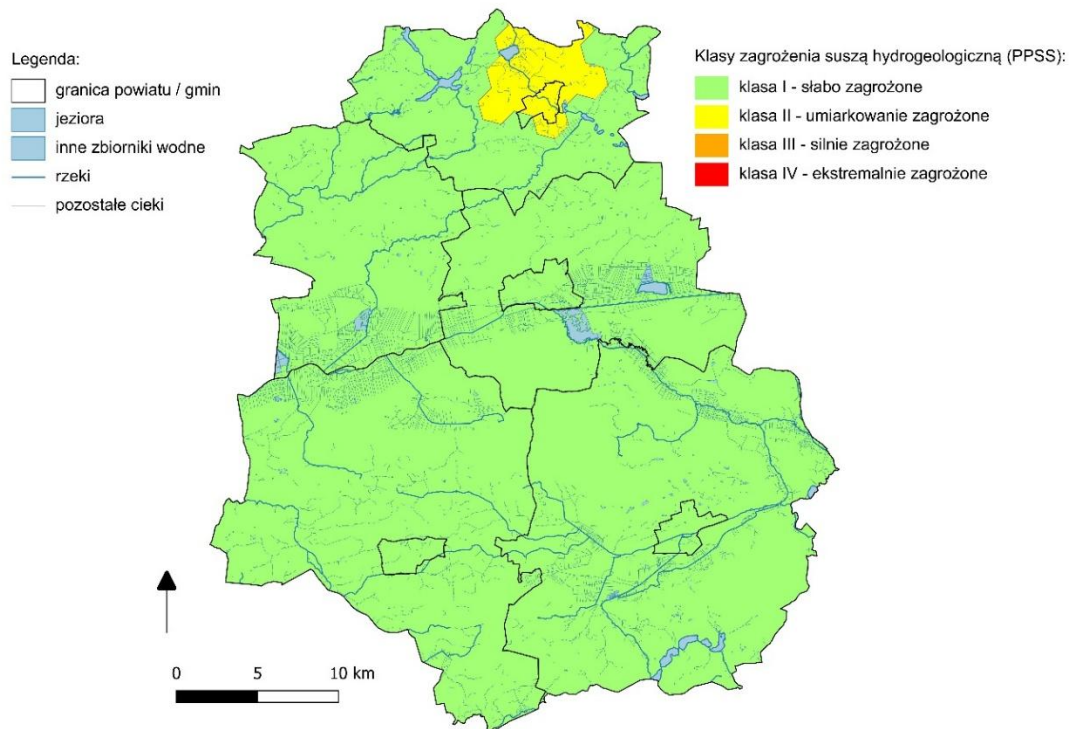 Legenda:
granica powiatu / gmin
jeziora
inne zbiorniki wodne
rzeki
pozostałe cieki
Klasy zagrożenia suszą hydrogeologiczną (PPSS):
klasa I - słabo zagrożone
klasa II - umiarkowanie zagrożone
klasa III - silnie zagrożone
klasa IV - ekstremalnie zagrożone
0 5 10 km